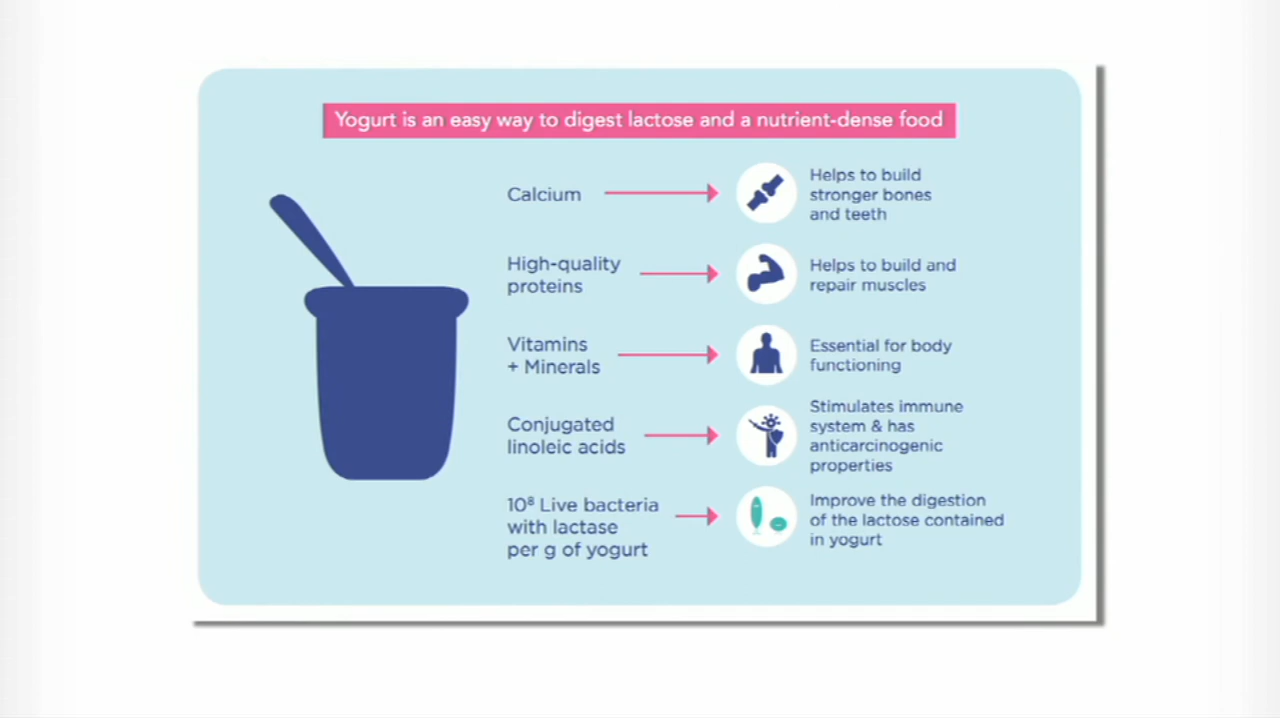 Yogurt is an easy way to digest lactose and a nutrient-dense food
Calcium
Helps to build
stronger bones
and teeth
High-quality
proteins
Helps to build and
repair muscles
Vitamins
+ Minerals
Essential for body
functioning
Conjugated
linoleic acids
Stimulates immune
system & has
anticarcinogenic
properties
10⁸ Live bacteria
with lactase
per g of yogurt
Improve the digestion
of the lactose contained
in yogurt